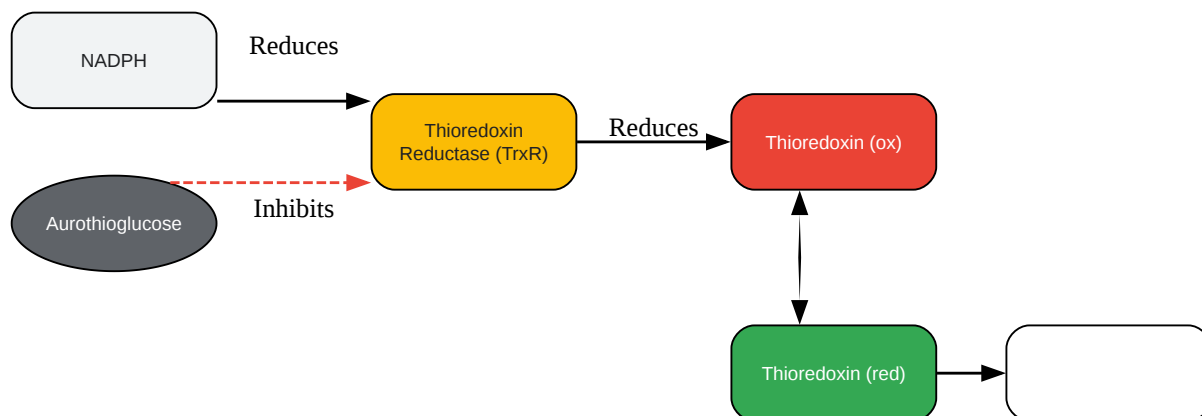 NADPH
Reduces
Thioredoxin
Reductase (TrxR)
Reduces
Thioredoxin (ox)
Aurothioglucose
Inhibits
Thioredoxin (red)